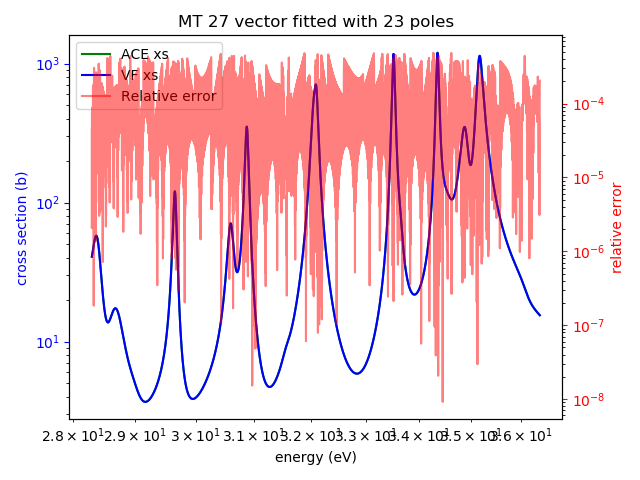 MT 27 vector fitted with 23 poles
ACE xs
VF xs
Relative error
cross section (b)
10³
10²
10¹
relative error
10⁻⁴
10⁻⁵
10⁻⁶
10⁻⁷
10⁻⁸
2.8 × 10¹ 2.9 × 10¹ 3 × 10¹ 3.1 × 10¹ 3.2 × 10¹ 3.3 × 10¹ 3.4 × 10¹ 3.5 × 10¹ 3.6 × 10¹
energy (eV)